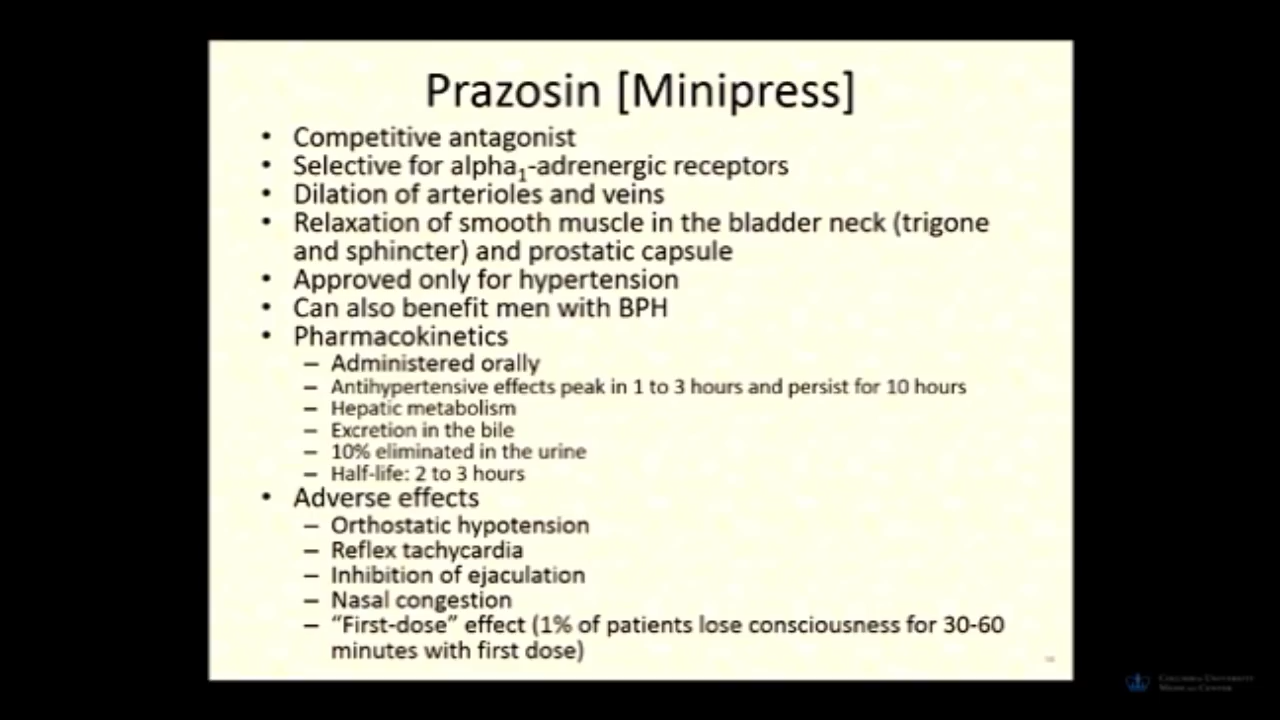 Prazosin [Minipress]
• Competitive antagonist
• Selective for alpha₁-adrenergic receptors
• Dilation of arterioles and veins
• Relaxation of smooth muscle in the bladder neck (trigone
and sphincter) and prostatic capsule
• Approved only for hypertension
• Can also benefit men with BPH
• Pharmacokinetics
– Administered orally
– Antihypertensive effects peak in 1 to 3 hours and persist for 10 hours
– Hepatic metabolism
– Excretion in the bile
– 10% eliminated in the urine
– Half-life: 2 to 3 hours
• Adverse effects
– Orthostatic hypotension
– Reflex tachycardia
– Inhibition of ejaculation
– Nasal congestion
– “First-dose” effect (1% of patients lose consciousness for 30-60
minutes with first dose)
Columbia University
Medical Center